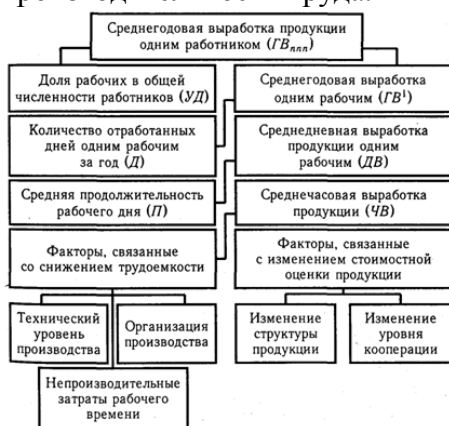 Среднегодовая выработка продукции
одним работником (ГВппп)
Доля рабочих в общей
численности работников (УД)
Среднегодовая выработка
одним рабочим (ГВ¹)
Количество отработанных
дней одним рабочим
за год (Д)
Среднедневная выработка
продукции одним
рабочим (ДВ)
Средняя продолжительность
рабочего дня (П)
Среднечасовая выработка
продукции (ЧВ)
Факторы, связанные
со снижением трудоемкости
Факторы, связанные
с изменением стоимостной
оценки продукции
Технический
уровень
производства
Организация
производства
Изменение
структуры
продукции
Изменение
уровня
кооперации
Непроизводительные
затраты рабочего
времени